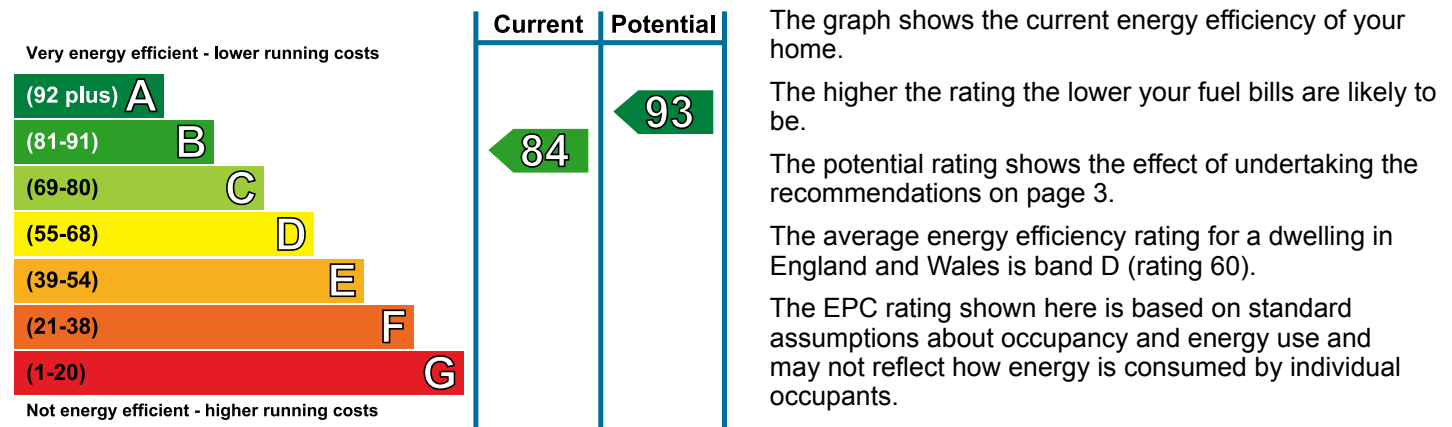 Current Potential
Very energy efficient - lower running costs
(92 plus) A
(81-91) B
(69-80) C
(55-68) D
(39-54) E
(21-38) F
(1-20) G
Not energy efficient - higher running costs
84
93
The graph shows the current energy efficiency of your
home.
The higher the rating the lower your fuel bills are likely to
be.
The potential rating shows the effect of undertaking the
recommendations on page 3.
The average energy efficiency rating for a dwelling in
England and Wales is band D (rating 60).
The EPC rating shown here is based on standard
assumptions about occupancy and energy use and
may not reflect how energy is consumed by individual
occupants.